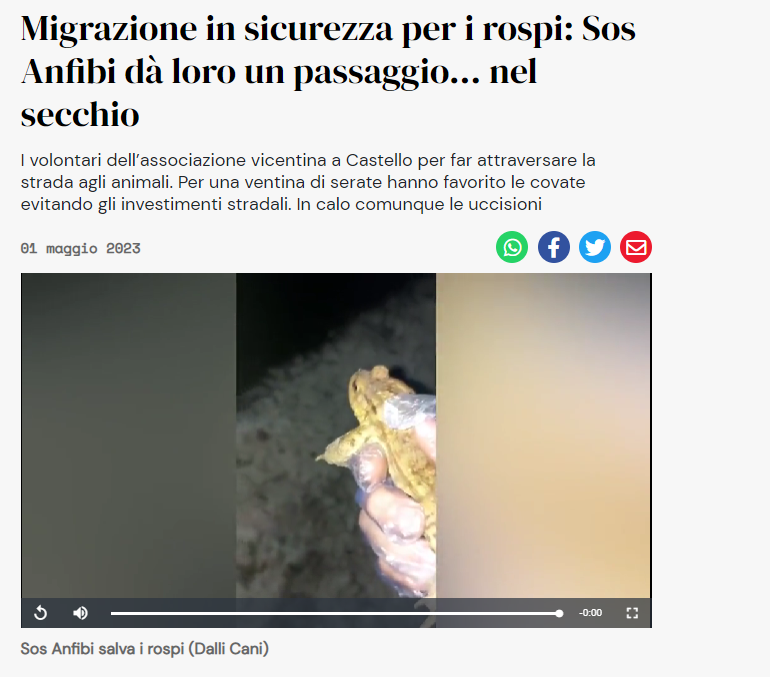 Migrazione in sicurezza per i rospi: Sos
Anfibi dà loro un passaggio... nel
secchio
I volontari dell'associazione vicentina a Castello per far attraversare la
strada agli animali. Per una ventina di serate hanno favorito le covate
evitando gli investimenti stradali. In calo comunque le uccisioni
01 maggio 2023
-0:00
Sos Anfibi salva i rospi (Dalli Cani)